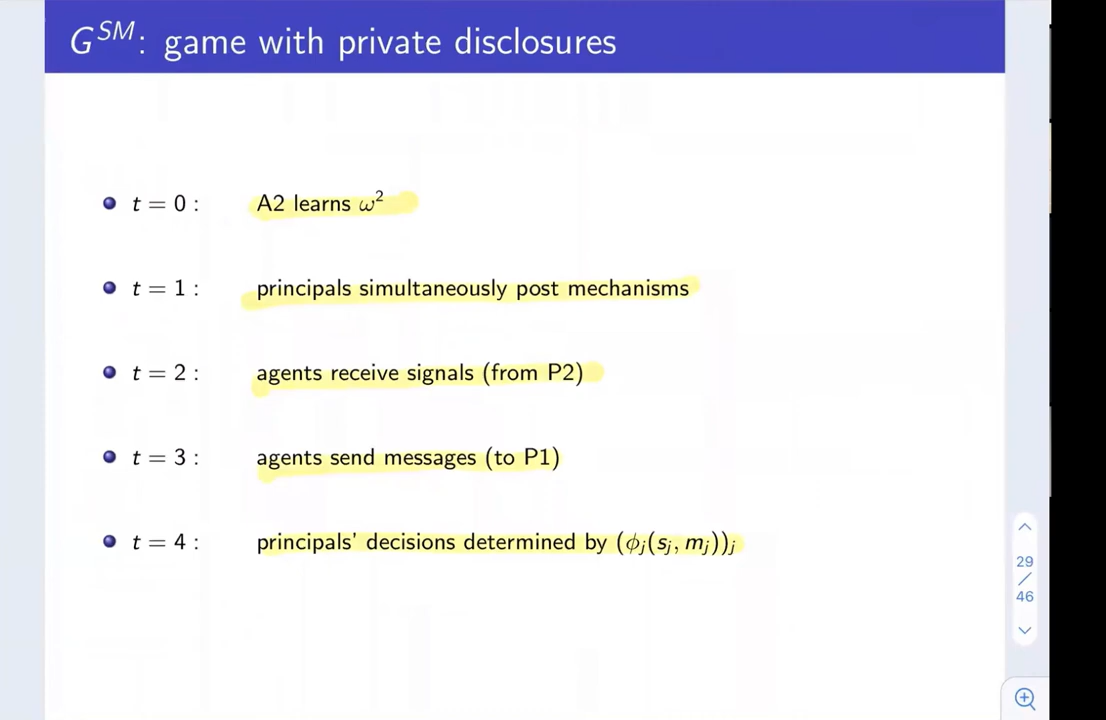 G^SM: game with private disclosures
t = 0 : A2 learns ω²
t = 1 : principals simultaneously post mechanisms
t = 2 : agents receive signals (from P2)
t = 3 : agents send messages (to P1)
t = 4 : principals' decisions determined by (ϕ_j(s_j, m_j))_j
29
/
46